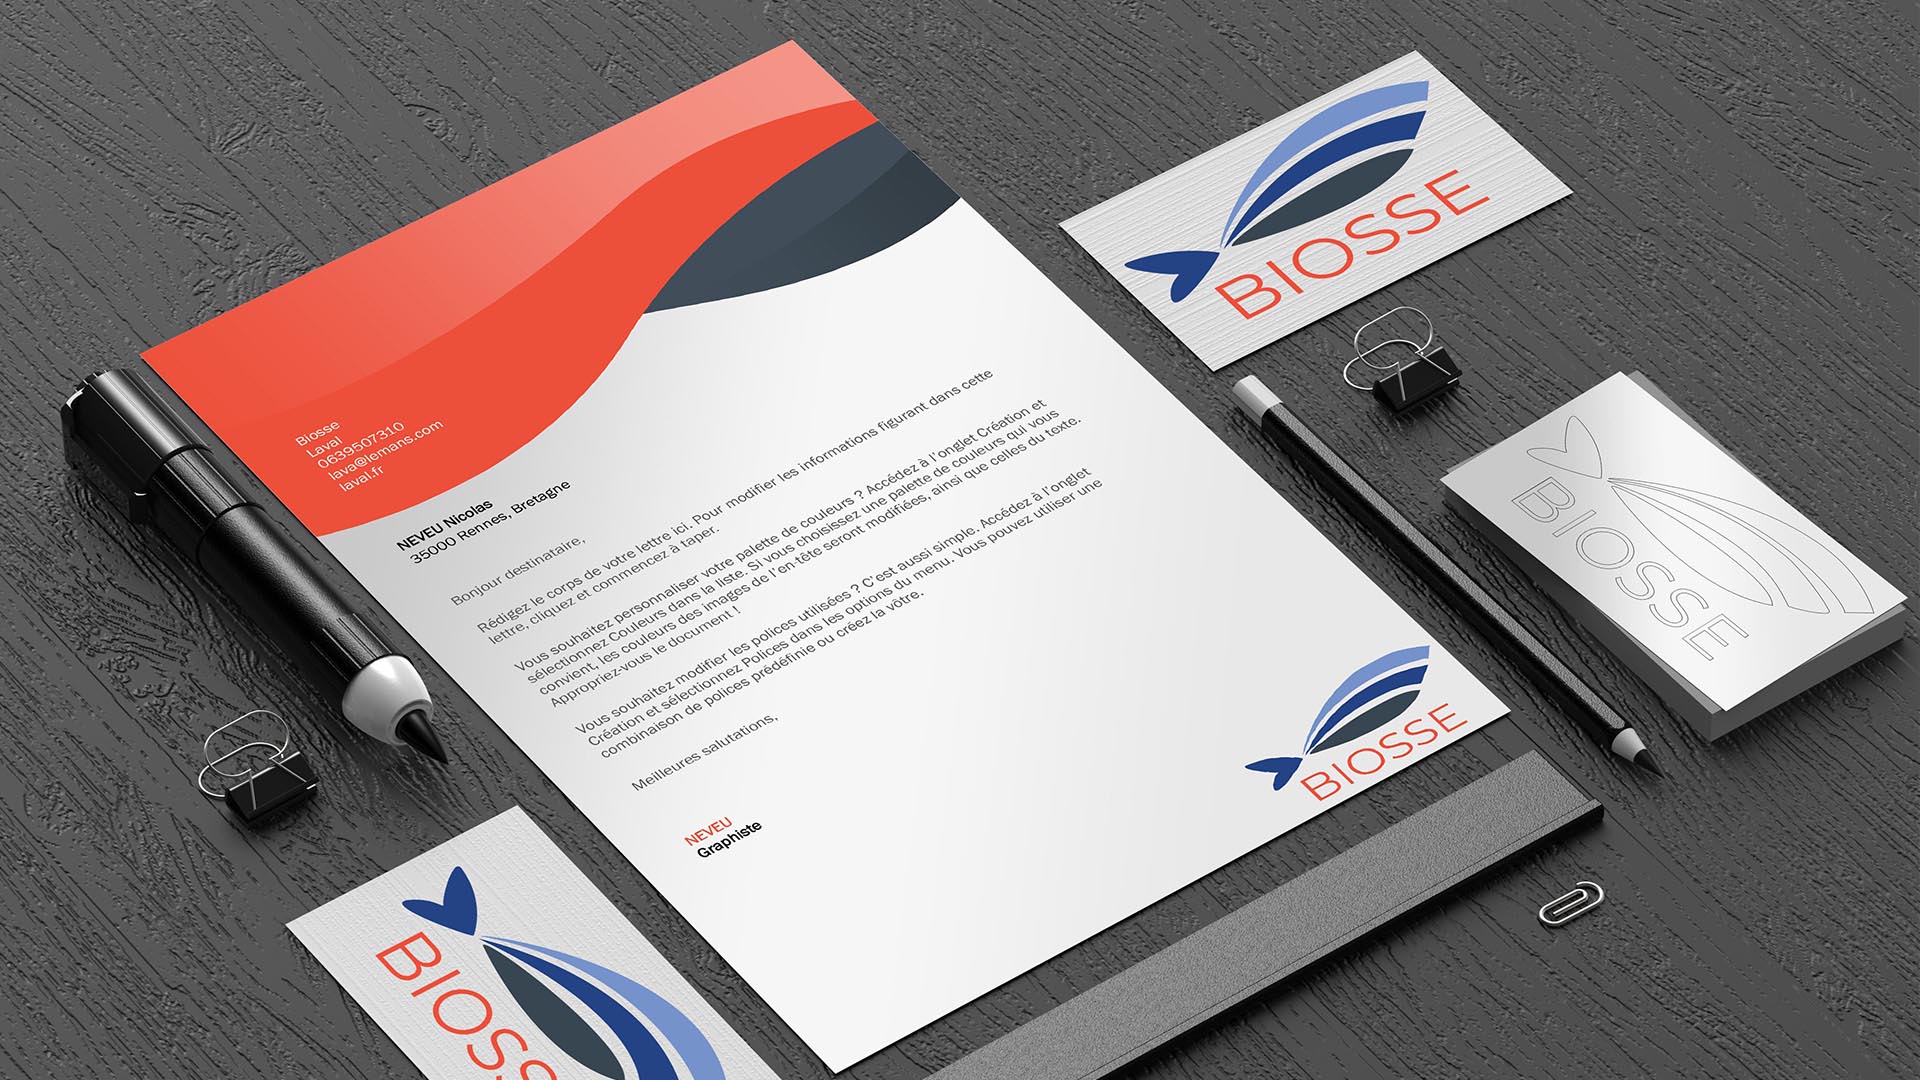 Biosse
Laval
0639507310
lava@lemans.com
laval.fr
NEVEU Nicolas
35000 Rennes, Bretagne
Bonjour destinataire,
Rédigez le corps de votre lettre ici. Pour modifier les informations figurant dans cette
lettre, cliquez et commencez à taper.
Vous souhaitez personnaliser votre palette de couleurs ? Accédez à l'onglet Création et
sélectionnez Couleurs dans la liste. Si vous choisissez une palette de couleurs qui vous
convient, les couleurs des images de l'en-tête seront modifiées, ainsi que celles du texte.
Appropriez-vous le document !
Vous souhaitez modifier les polices utilisées ? C'est aussi simple. Accédez à l'onglet
Création et sélectionnez Polices dans les options du menu. Vous pouvez utiliser une
combinaison de polices prédéfinie ou créez la vôtre.
Meilleures salutations,
NEVEU
Graphiste
BIOSSE
BIOSSE
BIOSSE
BIOSS